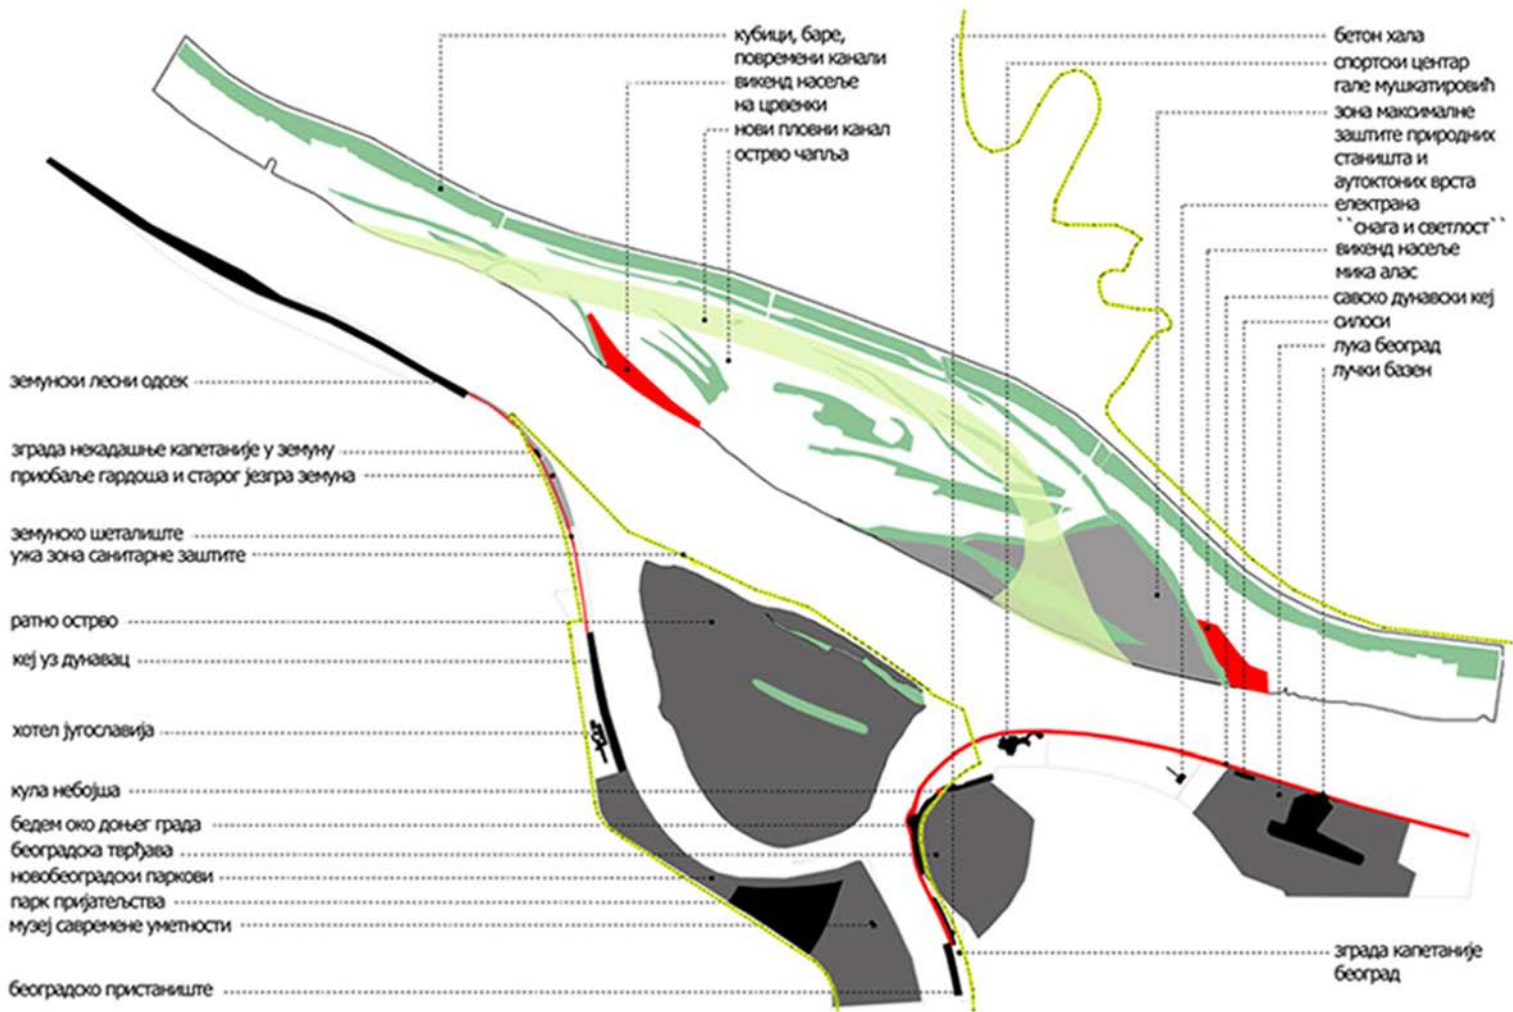 кубици, баре,
повремени канали
викенд насеље
на црвенки
нови пловни канал
острво чапља
бетон хала
спортски центар
гале мушкатировић
зона максималне
заштите природних
станишта и
аутоктоних врста
електрана
``снага и светлост``
викенд насеље
мика алас
савско дунавски кеј
силоси
лука београд
лучки базен
земунски лесни одсек
зграда некадашње капетаније у земуну
приобаље гардоша и старог језгра земуна
земунско шеталиште
ужа зона санитарне заштите
ратно острво
кеј уз дунавац
хотел југославија
кула небојша
бедем око доњег града
београдска тврђава
новобеоградски паркови
парк пријатељства
музеј савремене уметности
београдско пристаниште
зграда капетаније
београд